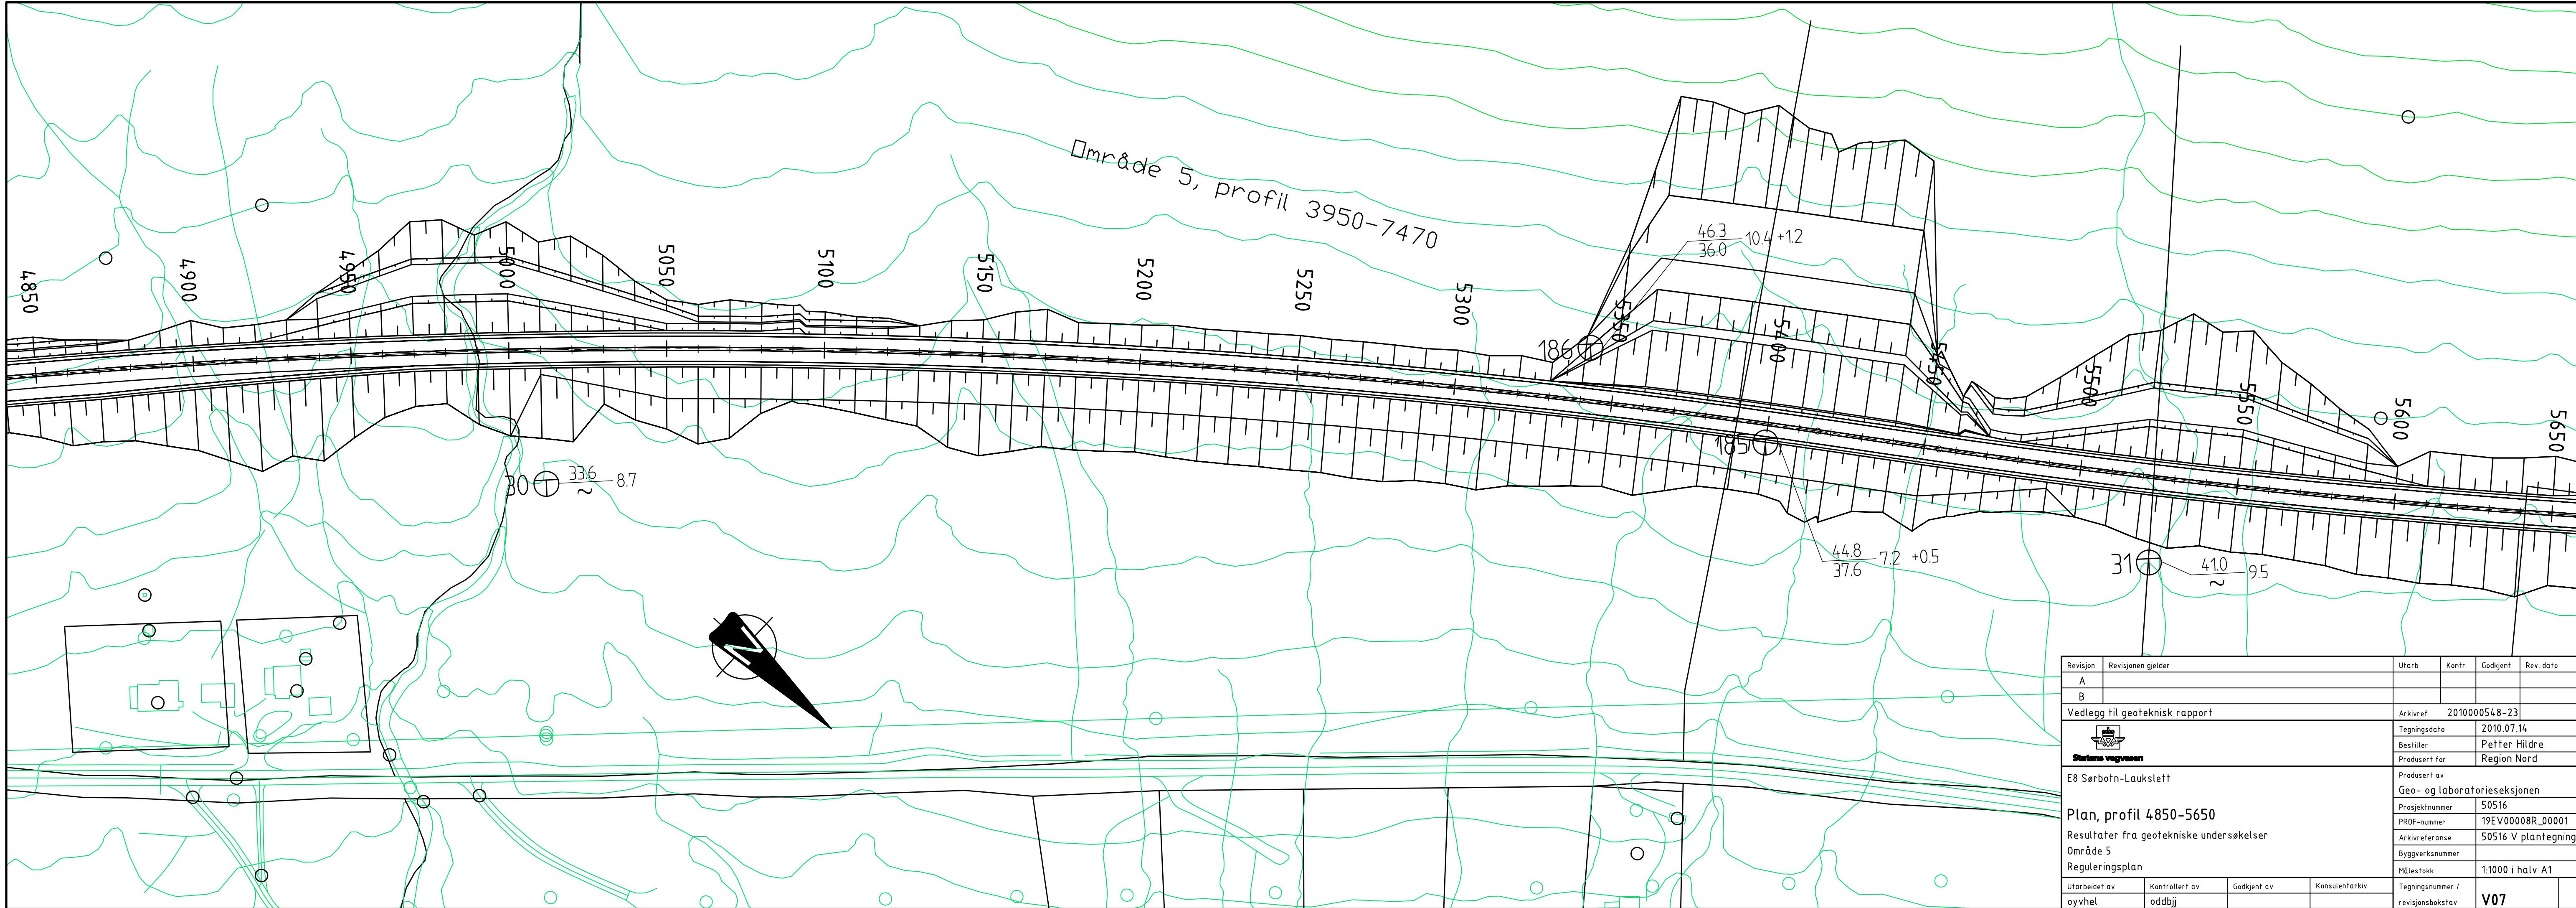 Område 5, profil 3950-7470
4850
4900
4950
5000
5050
5100
5150
5200
5250
5300
5350
5400
5450
5500
5550
5600
5650
46.3 10.4 +1.2
36.0
186
185
44.8 7.2 +0.5
37.6
30 33.6 8.7
~
31 41.0 9.5
~
N
Revisjon Revisjonen gjelder Utarb Kontr Godkjent Rev. dato
A
B
Vedlegg til geoteknisk rapport
Arkivref. 2010000548-23
Statens vegvesen
Tegningsdato 2010.07.14
Bestiller Petter Hildre
Produsert for Region Nord
E8 Sørbotn-Laukslett
Plan, profil 4850-5650
Resultater fra geotekniske undersøkelser
Område 5
Reguleringsplan
Produsert av
Geo- og laboratorieseksjonen
Prosjektnummer 50516
PROF-nummer 19EV00008R_00001
Arkivreferanse 50516 V plantegning
Byggverksnummer
Målestokk 1:1000 i halv A1
Utarbeidet av Kontrollert av Godkjent av Konsulentarkiv
oyvhel oddbjj
Tegningsnummer /
revisjonsbokstav V07